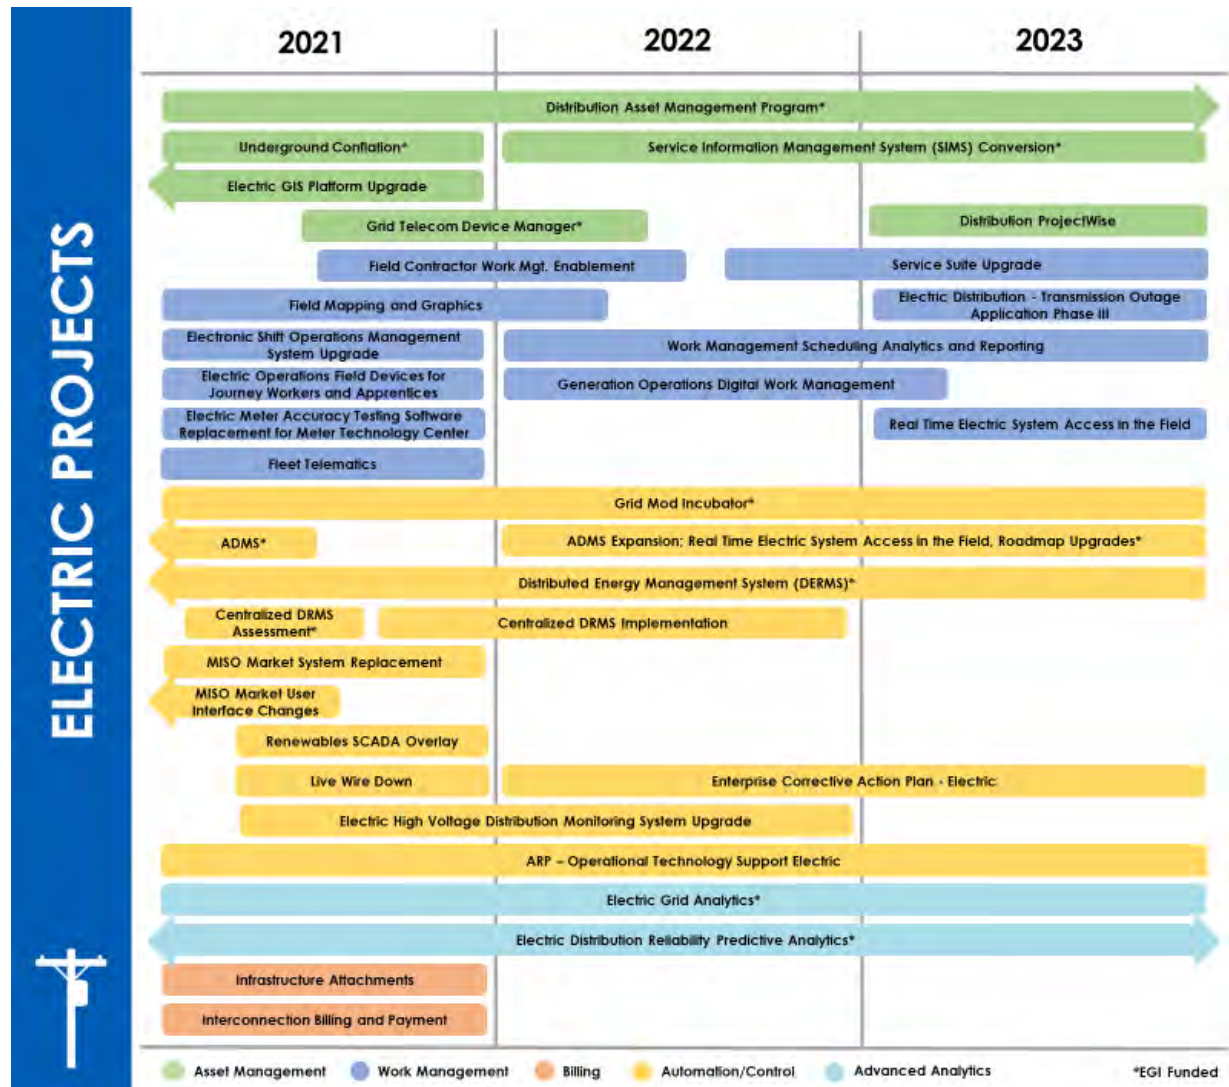 ELECTRIC PROJECTS
2021
2022
2023
Distribution Asset Management Program*
Underground Conflation*
Service Information Management System (SIMS) Conversion*
Electric GIS Platform Upgrade
Grid Telecom Device Manager*
Distribution ProjectWise
Field Contractor Work Mgt. Enablement
Service Suite Upgrade
Field Mapping and Graphics
Electric Distribution - Transmission Outage
Application Phase III
Electronic Shift Operations Management
System Upgrade
Work Management Scheduling Analytics and Reporting
Electric Operations Field Devices for
Journey Workers and Apprentices
Generation Operations Digital Work Management
Electric Meter Accuracy Testing Software
Replacement for Meter Technology Center
Real Time Electric System Access in the Field
Fleet Telematics
Grid Mod Incubator*
ADMS*
ADMS Expansion; Real Time Electric System Access in the Field, Roadmap Upgrades*
Distributed Energy Management System (DERMS)*
Centralized DRMS
Assessment*
Centralized DRMS Implementation
MISO Market System Replacement
MISO Market User
Interface Changes
Renewables SCADA Overlay
Live Wire Down
Enterprise Corrective Action Plan - Electric
Electric High Voltage Distribution Monitoring System Upgrade
ARP – Operational Technology Support Electric
Electric Grid Analytics*
Electric Distribution Reliability Predictive Analytics*
Infrastructure Attachments
Interconnection Billing and Payment
Asset Management
Work Management
Billing
Automation/Control
Advanced Analytics
*EGI Funded